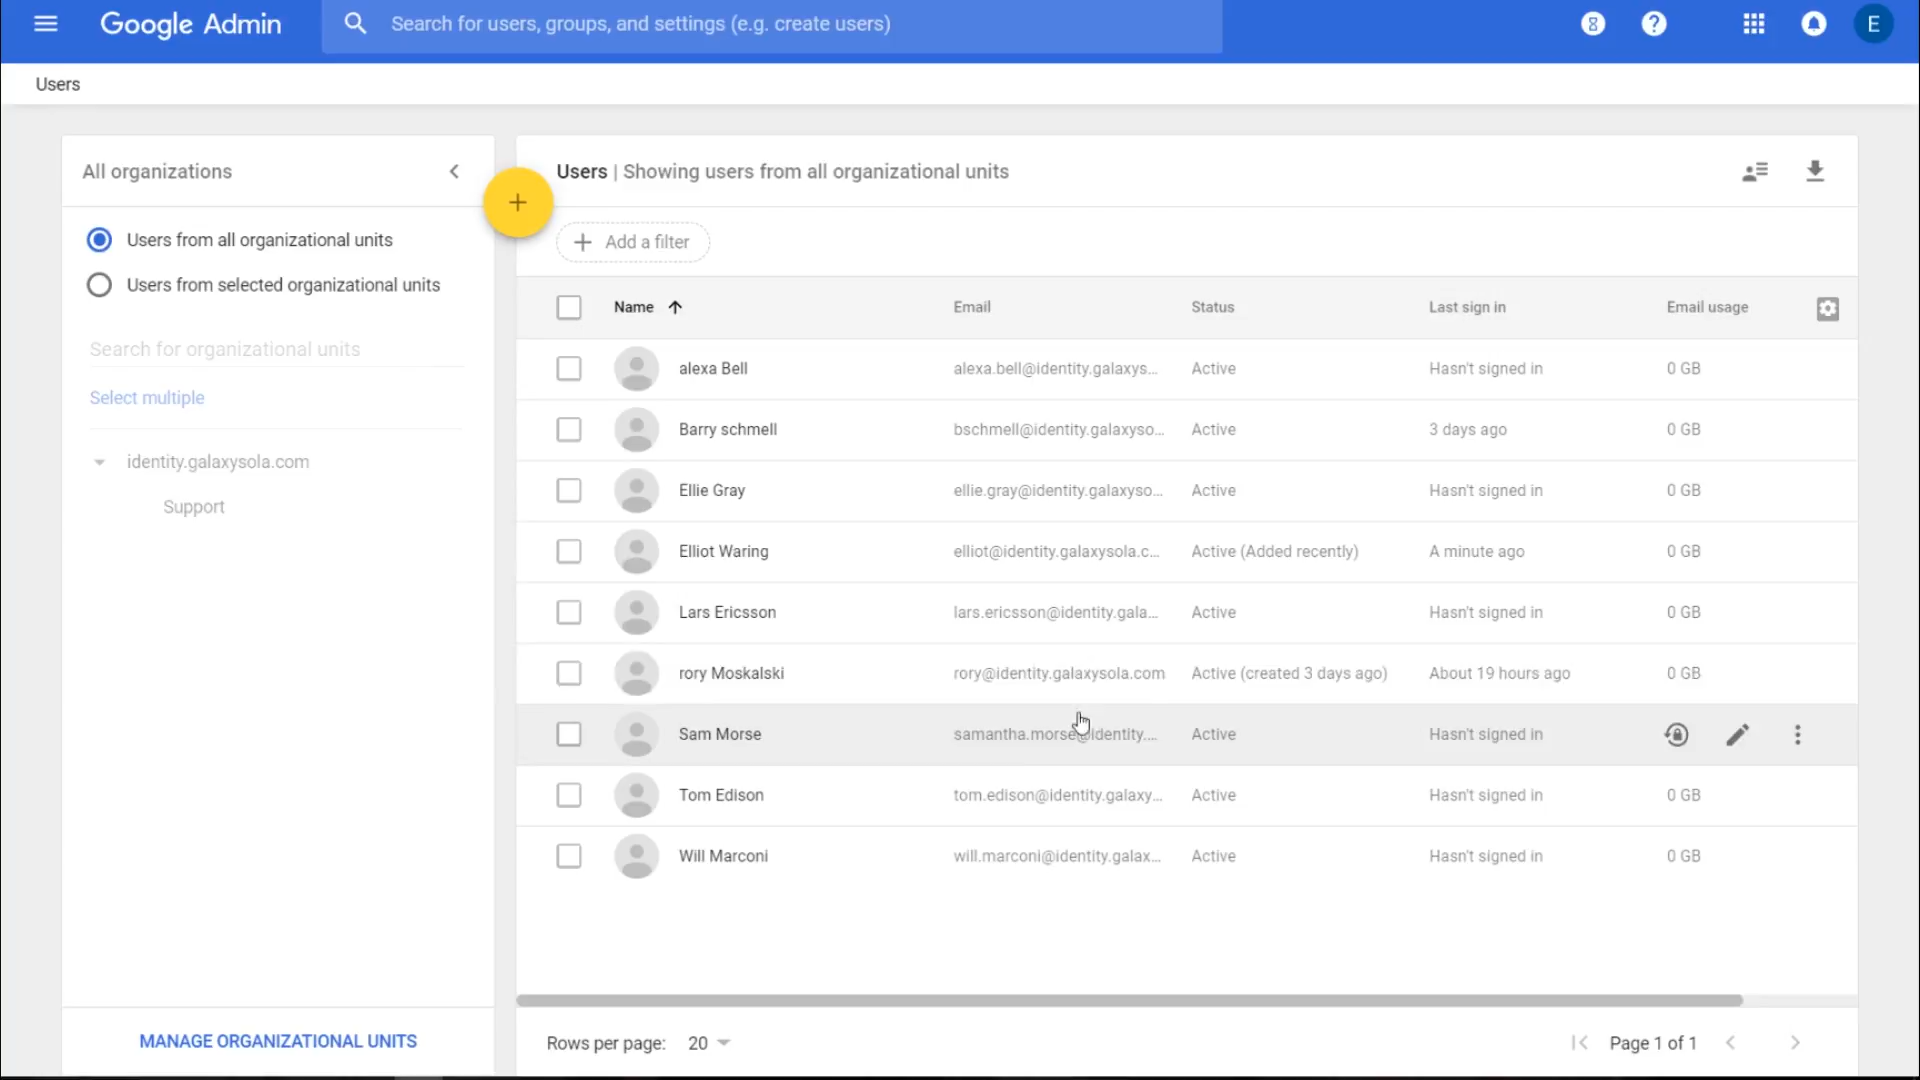 Google Admin
Search for users, groups, and settings (e.g. create users)
E
Users
All organizations
Users from all organizational units
Users from selected organizational units
Search for organizational units
Select multiple
identity.galaxysola.com
Support
MANAGE ORGANIZATIONAL UNITS
Users | Showing users from all organizational units
Add a filter
Name Email Status Last sign in Email usage
alexa Bell alexa.bell@identity.galaxys... Active Hasn't signed in 0 GB
Barry schmell bschmell@identity.galaxyso... Active 3 days ago 0 GB
Ellie Gray ellie.gray@identity.galaxyso... Active Hasn't signed in 0 GB
Elliot Waring elliot@identity.galaxysola.c... Active (Added recently) A minute ago 0 GB
Lars Ericsson lars.ericsson@identity.gala... Active Hasn't signed in 0 GB
rory Moskalski rory@identity.galaxysola.com Active (created 3 days ago) About 19 hours ago 0 GB
Sam Morse samantha.morse@identity.... Active Hasn't signed in
Tom Edison tom.edison@identity.galaxy... Active Hasn't signed in 0 GB
Will Marconi will.marconi@identity.galax... Active Hasn't signed in 0 GB
Rows per page: 20 Page 1 of 1